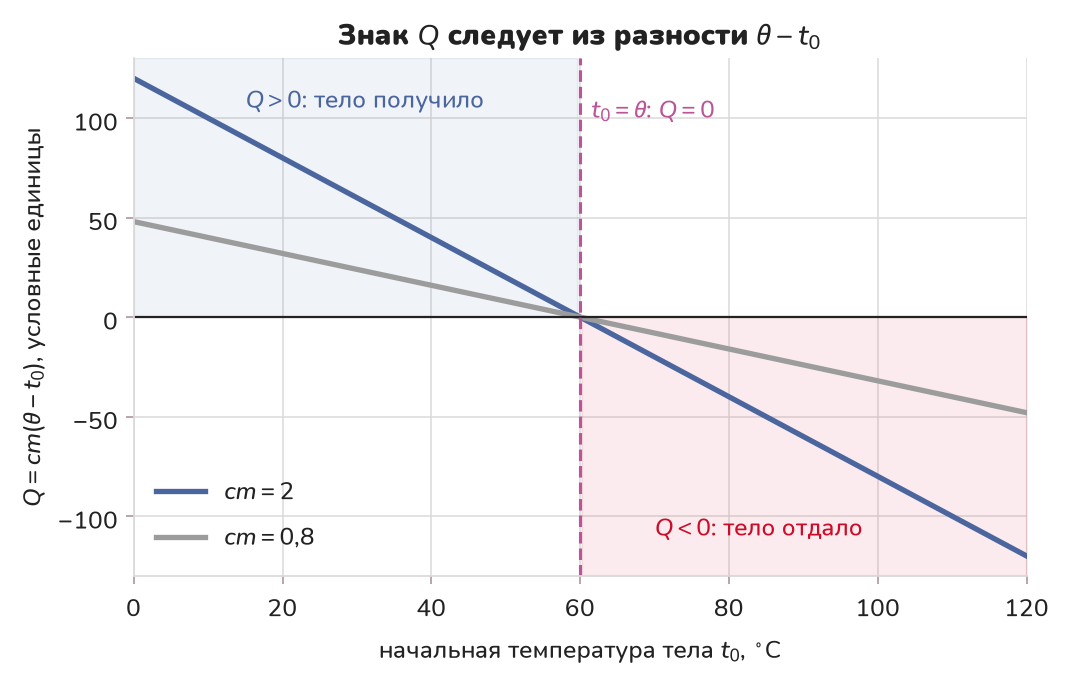 Знак Q следует из разности θ – t₀
Q = cm(θ – t₀), условные единицы
100
50
0
−50
−100
Q > 0: тело получило
t₀ = θ: Q = 0
Q < 0: тело отдало
cm = 2
cm = 0,8
0 20 40 60 80 100 120
начальная температура тела t₀, °C